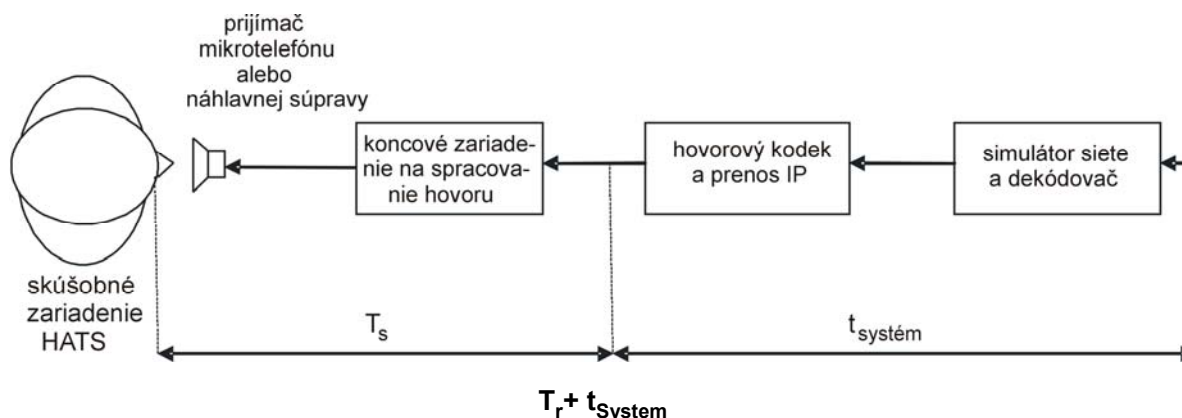 prijímač
mikrotelefónu
alebo
náhlavnej súpravy
koncové zariade-
nie na spracova-
nie hovoru
hovorový kodek
a prenos IP
simulátor siete
a dekódovač
skúšobné
zariadenie
HATS
Ts
tsystém
Tr+ tSystem